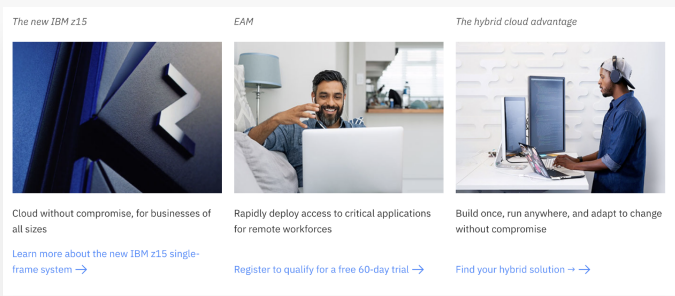 The new IBM z15
EAM
The hybrid cloud advantage
Z
Cloud without compromise, for businesses of
all sizes
Learn more about the new IBM z15 single-
frame system →
Rapidly deploy access to critical applications
for remote workforces
Register to qualify for a free 60-day trial →
Build once, run anywhere, and adapt to change
without compromise
Find your hybrid solution → →